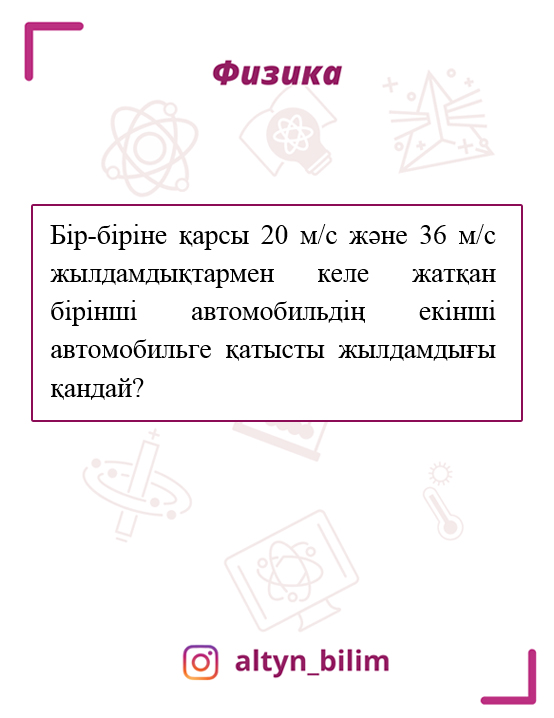 Физика
Бір-біріне қарсы 20 м/с және 36 м/с
жылдамдықтармен келе жатқан
бірінші автомобильдің екінші
автомобильге қатысты жылдамдығы
қандай?
altyn_bilim